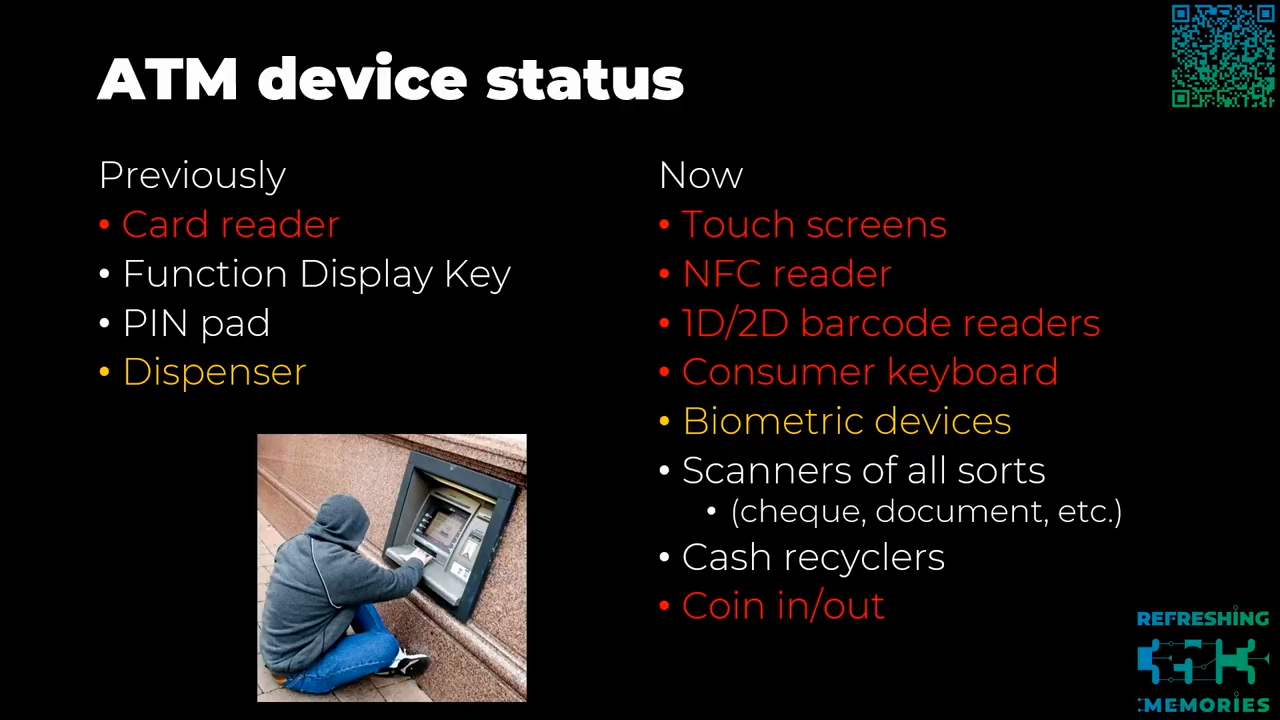 ATM device status
Previously
• Card reader
• Function Display Key
• PIN pad
• Dispenser
Now
• Touch screens
• NFC reader
• 1D/2D barcode readers
• Consumer keyboard
• Biometric devices
• Scanners of all sorts
• (cheque, document, etc.)
• Cash recyclers
• Coin in/out
REFRESHING
:MEMORIES